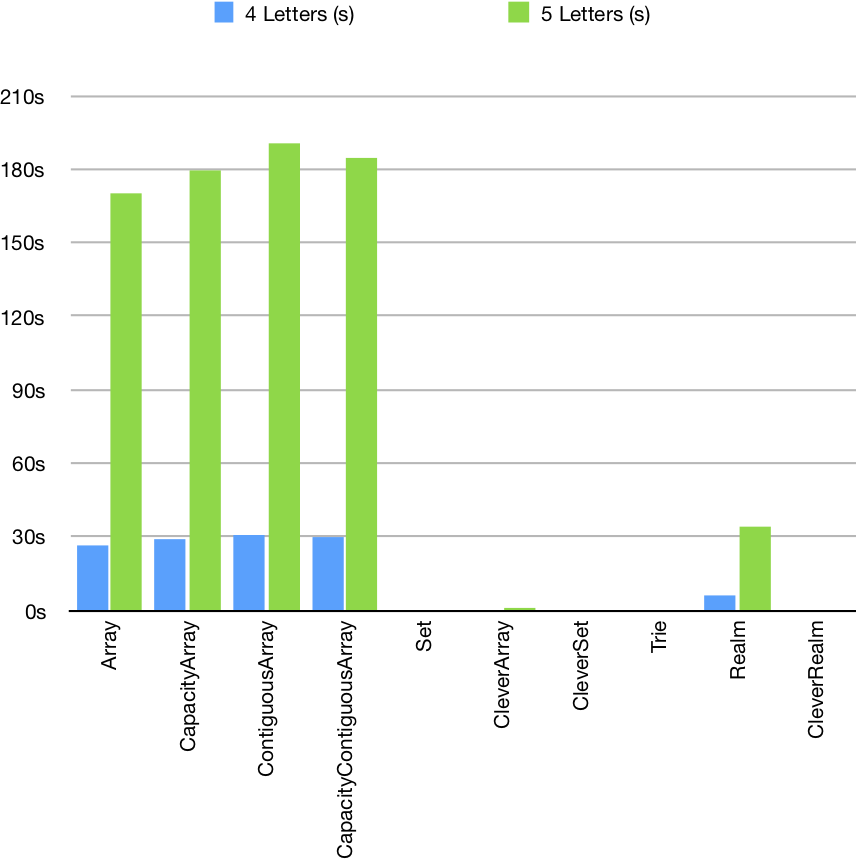 4 Letters (s)
5 Letters (s)
210s
180s
150s
120s
90s
60s
30s
0s
Array
CapacityArray
ContiguousArray
CapacityContiguousArray
Set
CleverArray
CleverSet
Trie
Realm
CleverRealm